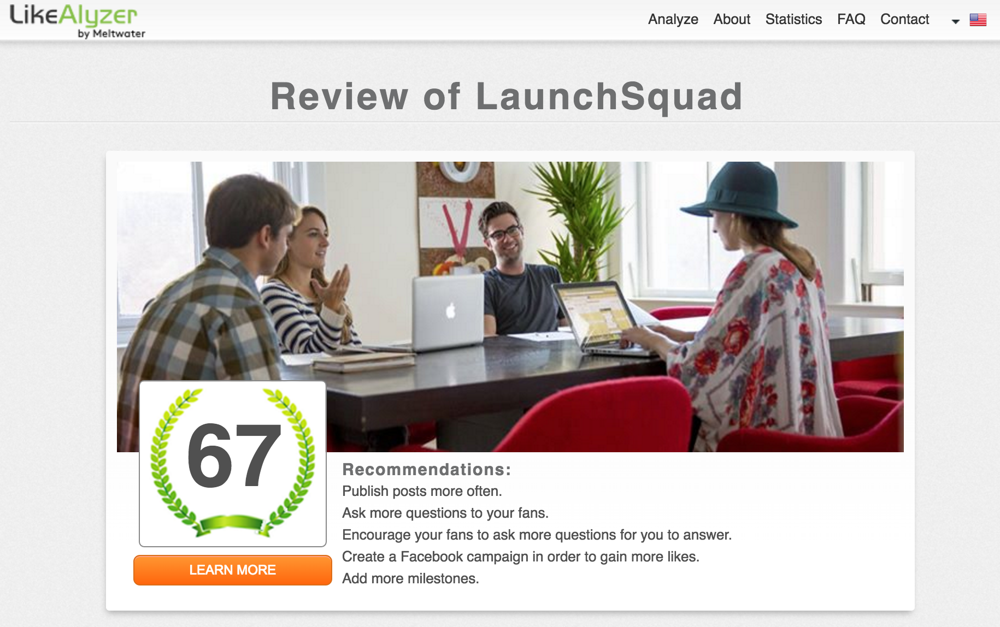 LikeAlyzer
by Meltwater
Analyze About Statistics FAQ Contact
Review of LaunchSquad
67
LEARN MORE
Recommendations:
Publish posts more often.
Ask more questions to your fans.
Encourage your fans to ask more questions for you to answer.
Create a Facebook campaign in order to gain more likes.
Add more milestones.